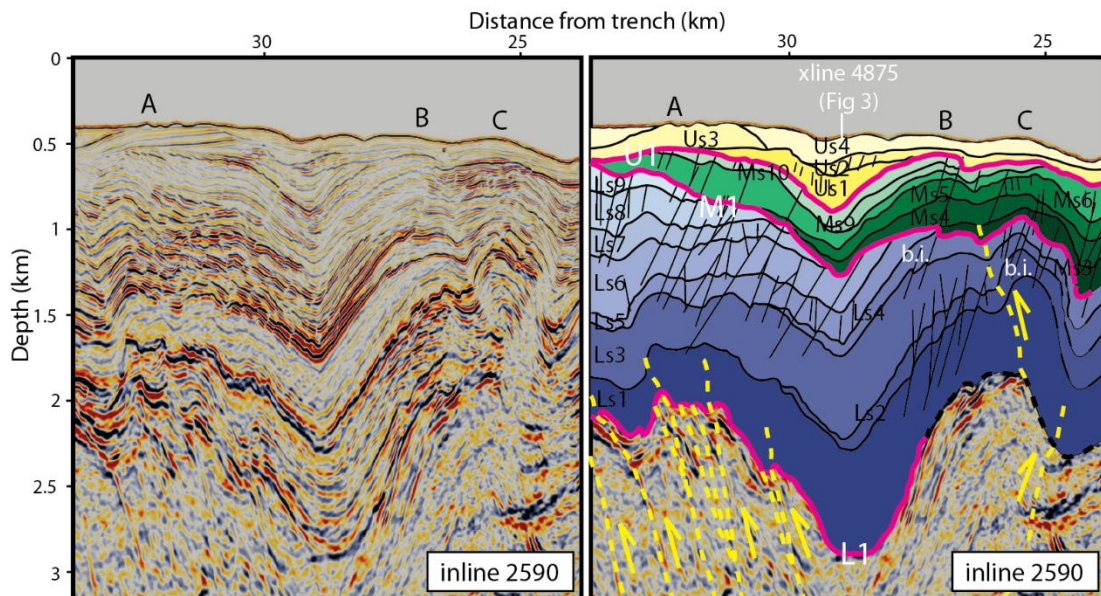 Distance from trench (km)
30
25
30
25
Depth (km)
0
0.5
1
1.5
2
2.5
3
A
B
C
inline 2590
xline 4875
(Fig 3)
A
B
C
Us4
Us3
Us2
U1
Us1
Ms10
Ls9
Ms5
Ms6
Ls8
M1
Ms9
Ms4
Ls7
b.i.
b.i.
Ms3
Ls6
Ls5
Ls4
Ls3
Ls1
Ls2
L1
inline 2590